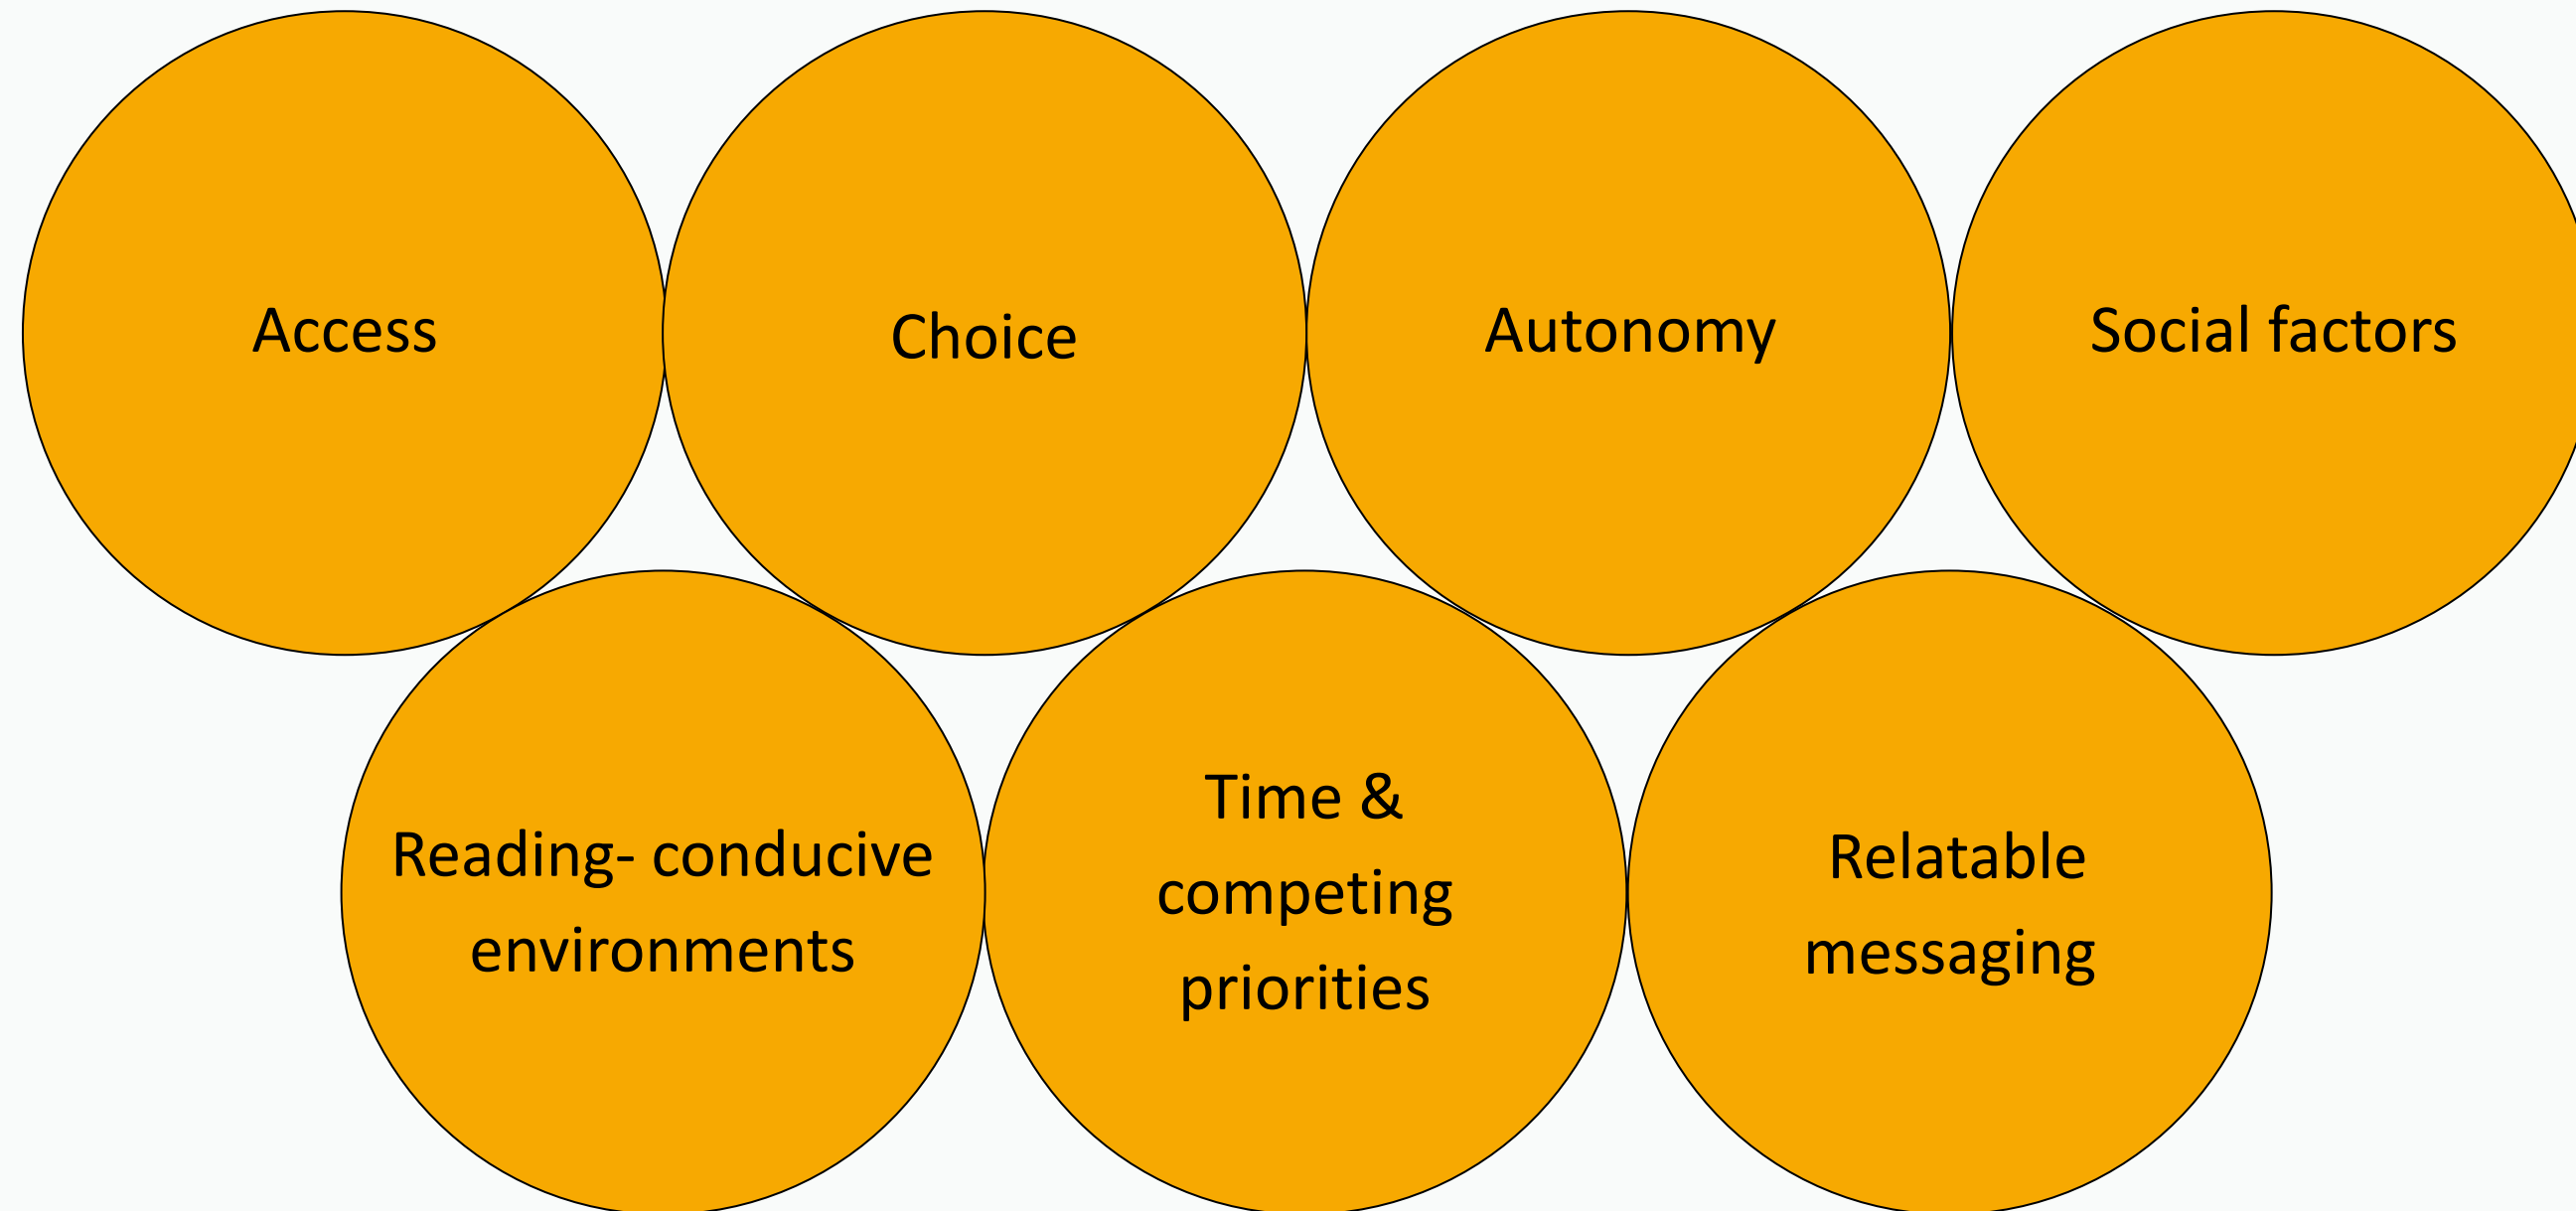 Access
Choice
Autonomy
Social factors
Reading- conducive
environments
Time &
competing
priorities
Relatable
messaging